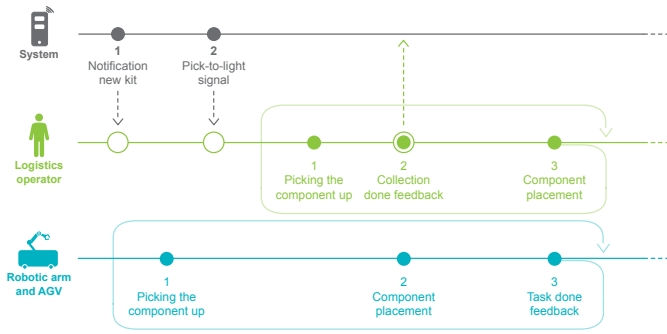 System
1
Notification
new kit
2
Pick-to-light
signal
Logistics
operator
1
Picking the
component up
2
Collection
done feedback
3
Component
placement
Robotic arm
and AGV
1
Picking the
component up
2
Component
placement
3
Task done
feedback